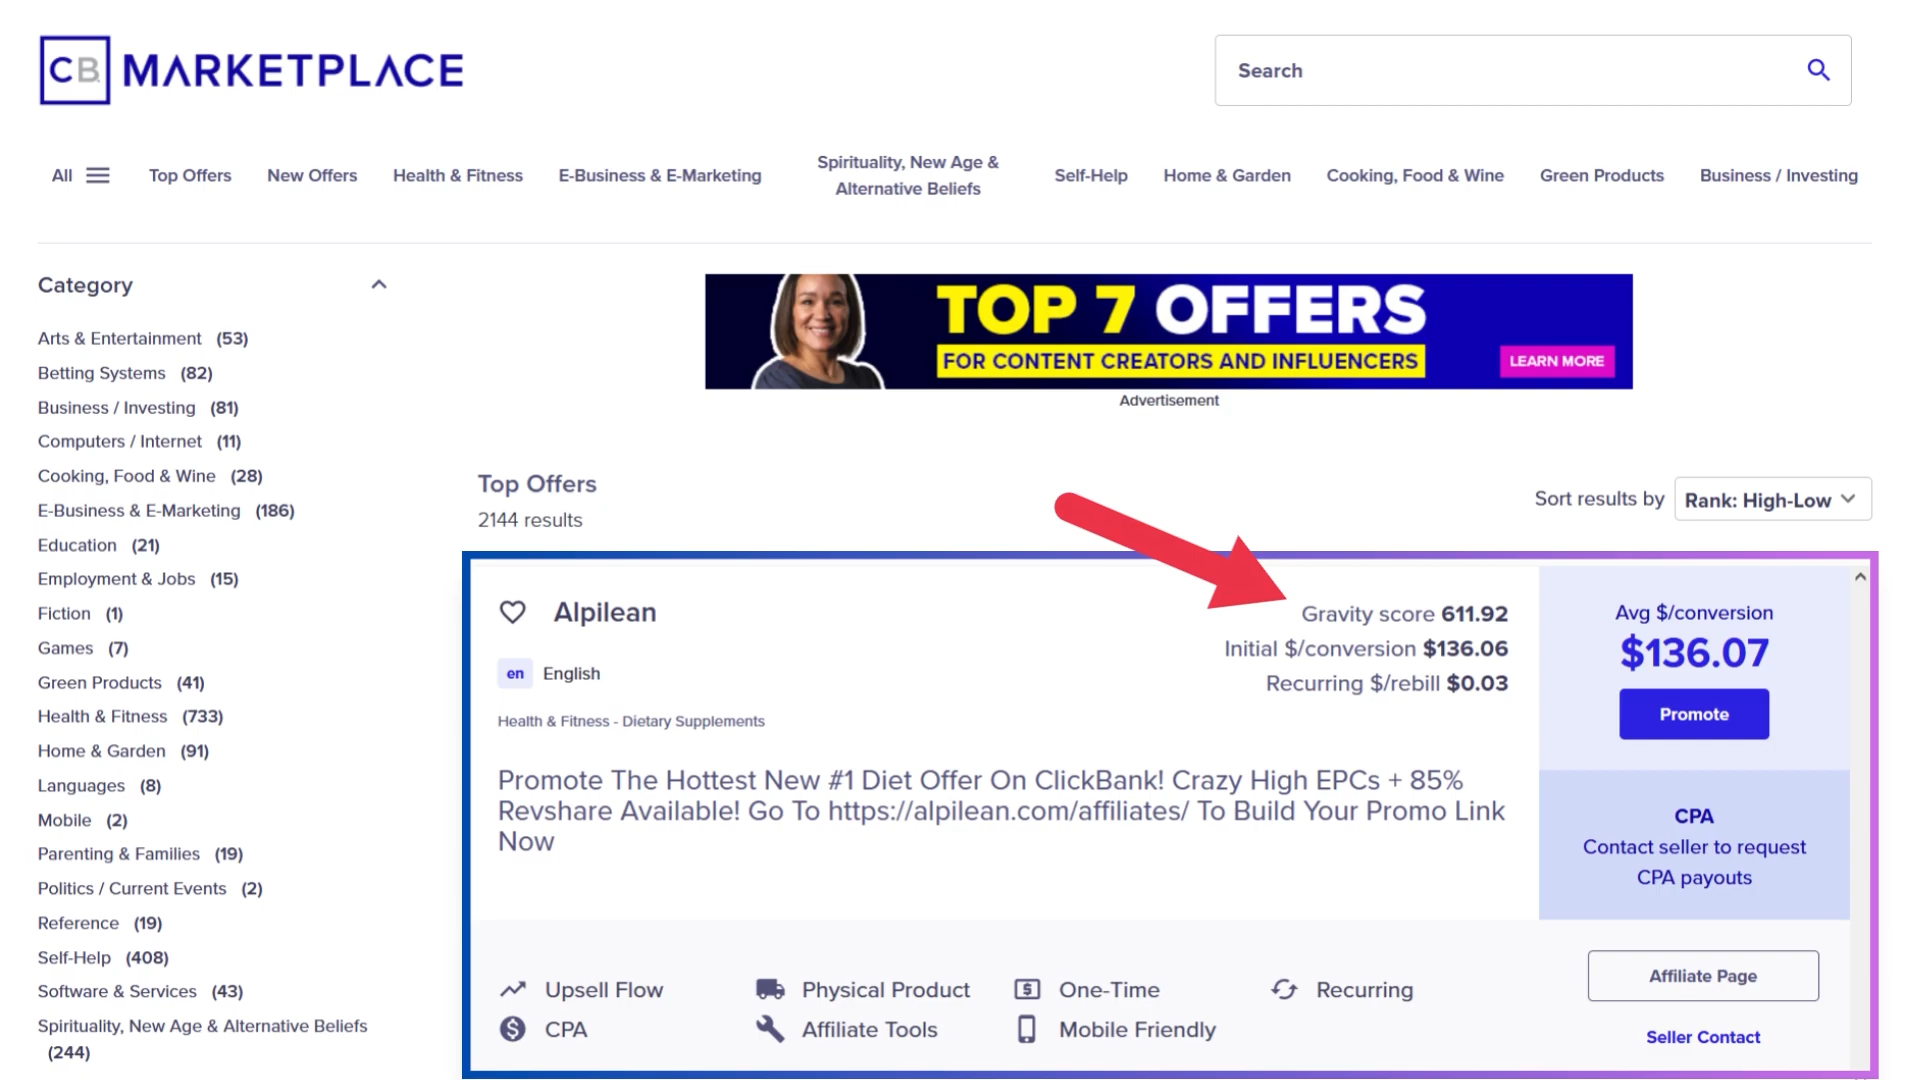 CB MARKETPLACE
Search
All
Top Offers
New Offers
Health & Fitness
E-Business & E-Marketing
Spirituality, New Age &
Alternative Beliefs
Self-Help
Home & Garden
Cooking, Food & Wine
Green Products
Business / Investing
Category
Arts & Entertainment (53)
Betting Systems (82)
Business / Investing (81)
Computers / Internet (11)
Cooking, Food & Wine (28)
E-Business & E-Marketing (186)
Education (21)
Employment & Jobs (15)
Fiction (1)
Games (7)
Green Products (41)
Health & Fitness (733)
Home & Garden (91)
Languages (8)
Mobile (2)
Parenting & Families (19)
Politics / Current Events (2)
Reference (19)
Self-Help (408)
Software & Services (43)
Spirituality, New Age & Alternative Beliefs
(244)
TOP 7 OFFERS
FOR CONTENT CREATORS AND INFLUENCERS
LEARN MORE
Advertisement
Top Offers
2144 results
Sort results by Rank: High-Low
Alpilean
en English
Health & Fitness - Dietary Supplements
Gravity score 611.92
Initial $/conversion $136.06
Recurring $/rebill $0.03
Promote The Hottest New #1 Diet Offer On ClickBank! Crazy High EPCs + 85%
Revshare Available! Go To https://alpilean.com/affiliates/ To Build Your Promo Link
Now
Avg $/conversion
$136.07
Promote
CPA
Contact seller to request
CPA payouts
Upsell Flow
Physical Product
One-Time
Recurring
CPA
Affiliate Tools
Mobile Friendly
Affiliate Page
Seller Contact